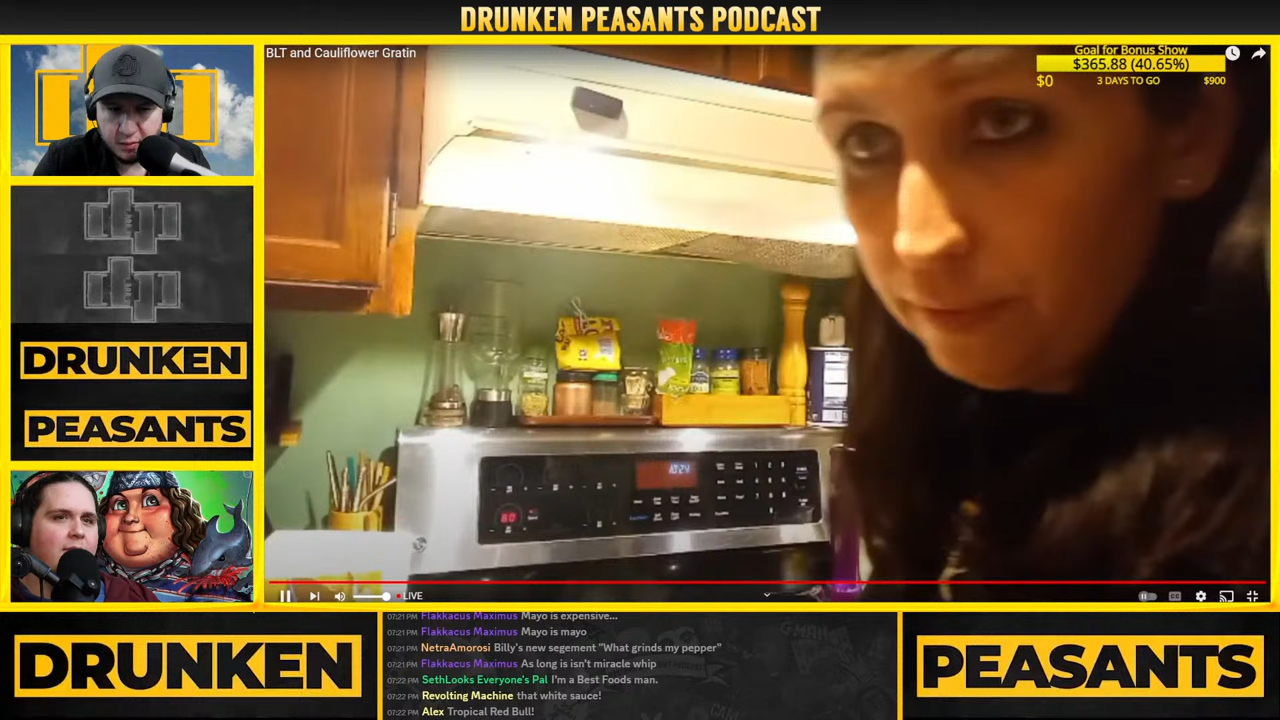 DRUNKEN PEASANTS PODCAST
BLT and Cauliflower Gratin
Goal for Bonus Show
$365.88 (40.65%)
$0 3 DAYS TO GO $900
DRUNKEN
PEASANTS
10:24
LIVE
07:21 PM Flakkacus Maximus Mayo is expensive...
07:21 PM Flakkacus Maximus Mayo is mayo
07:21 PM NetraAmorosi Billy's new segement "What grinds my pepper"
07:21 PM Flakkacus Maximus As long is isn't miracle whip
07:22 PM SethLooks Everyone's Pal I'm a Best Foods man.
07:22 PM Revolting Machine that white sauce!
07:22 PM Alex Tropical Red Bull!
DRUNKEN
PEASANTS